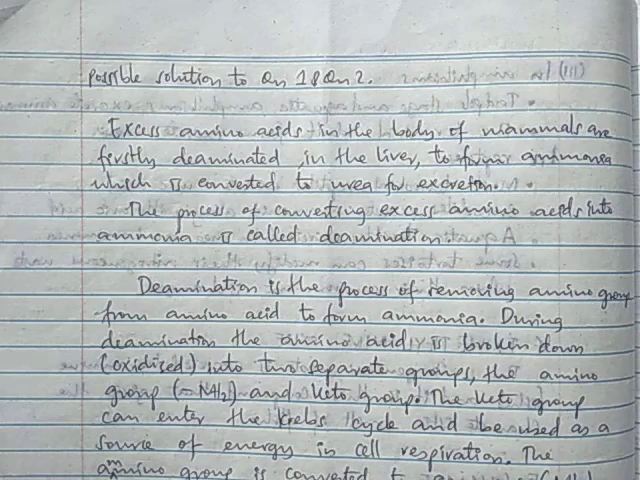 possible solution to Qn 1 & Qn 2.
Excess amino acids in the body of mammals are
firstly deaminated in the liver, to form ammonia
which is converted to urea for excretion.
The process of converting excess amino acids into
ammonia is called deamination.
Deamination is the process of removing amino group
from amino acid to form ammonia. During
deamination the amino acid is broken down
(oxidised) into two separate groups, the amino
group (-NH2) and keto group. The keto group
can enter the krebs cycle and be used as a
source of energy in cell respiration. The
amino group is converted to